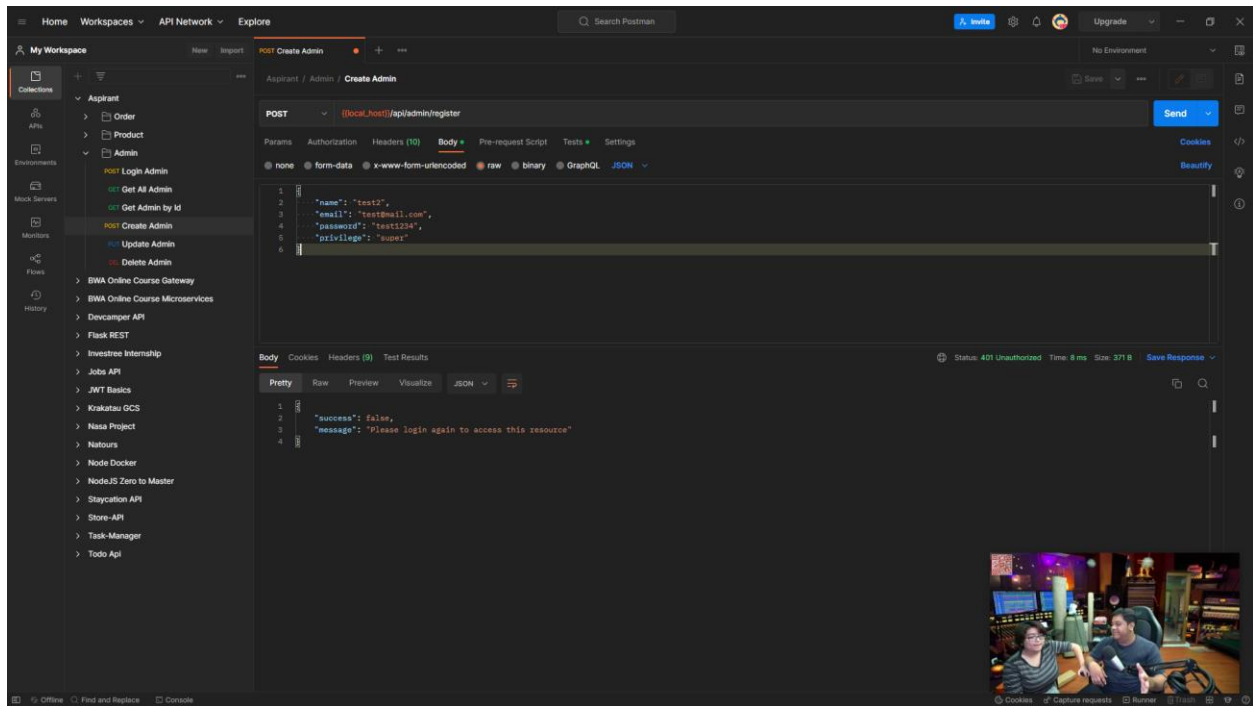 Home Workspaces API Network Explore Search Postman Invite Upgrade
My Workspace New Import POST Create Admin No Environment
Collections
APIs
Environments
Mock Servers
Monitors
Flows
History
Aspirant
Order
Product
Admin
POST Login Admin
GET Get All Admin
GET Get Admin by Id
POST Create Admin
PUT Update Admin
DEL Delete Admin
BWA Online Course Gateway
BWA Online Course Microservices
Devcamper API
Flask REST
Investree Internship
Jobs API
JWT Basics
Krakatau GCS
Nasa Project
Natours
Node Docker
NodeJS Zero to Master
Staycation API
Store-API
Task-Manager
Todo Api
Aspirant / Admin / Create Admin Save
POST {{local_host}}/api/admin/register Send
Params Authorization Headers (10) Body Pre-request Script Tests Settings Cookies
none form-data x-www-form-urlencoded raw binary GraphQL JSON Beautify
1 {
2 "name": "test2",
3 "email": "test@mail.com",
4 "password": "test1234",
5 "privilege": "super"
6 }
Body Cookies Headers (9) Test Results Status: 401 Unauthorized Time: 8 ms Size: 371 B Save Response
Pretty Raw Preview Visualize JSON
1 {
2 "success": false,
3 "message": "Please login again to access this resource"
4 }
Offline Find and Replace Console Cookies Capture requests Runner Trash